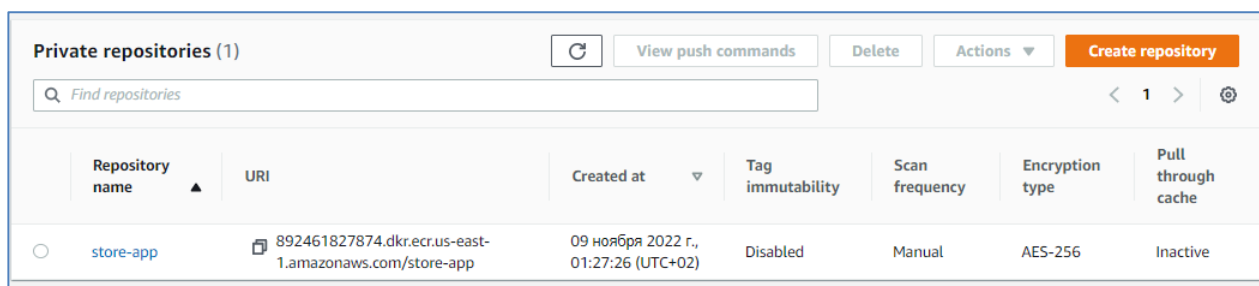 Private repositories (1)
View push commands
Delete
Actions
Create repository
Find repositories
1
Repository name
URI
Created at
Tag immutability
Scan frequency
Encryption type
Pull through cache
store-app
892461827874.dkr.ecr.us-east-
1.amazonaws.com/store-app
09 ноября 2022 г.,
01:27:26 (UTC+02)
Disabled
Manual
AES-256
Inactive